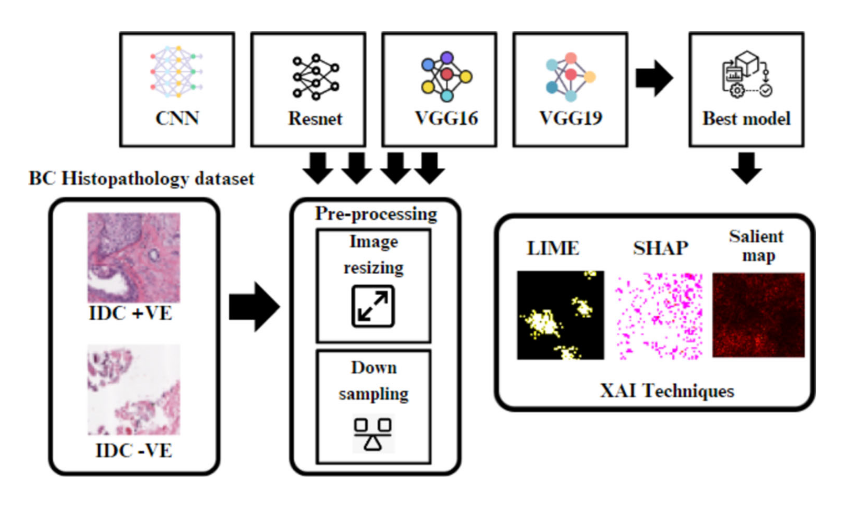 CNN
Resnet
VGG16
VGG19
Best model
BC Histopathology dataset
IDC +VE
IDC -VE
Pre-processing
Image
resizing
Down
sampling
LIME
SHAP
Salient
map
XAI Techniques